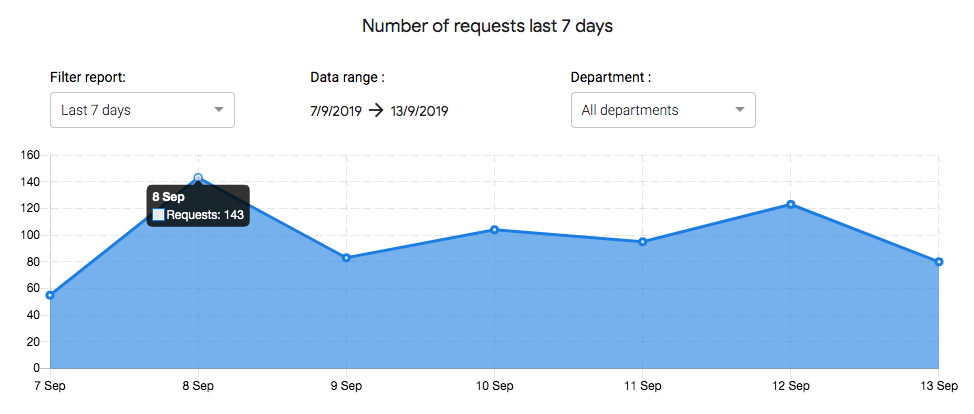 Number of requests last 7 days
Filter report: Data range : Department :
Last 7 days 7/9/2019 → 13/9/2019 All departments
160
140
8 Sep
120
Requests: 143
100
80
60
40
20
0
7 Sep 8 Sep 9 Sep 10 Sep 11 Sep 12 Sep 13 Sep